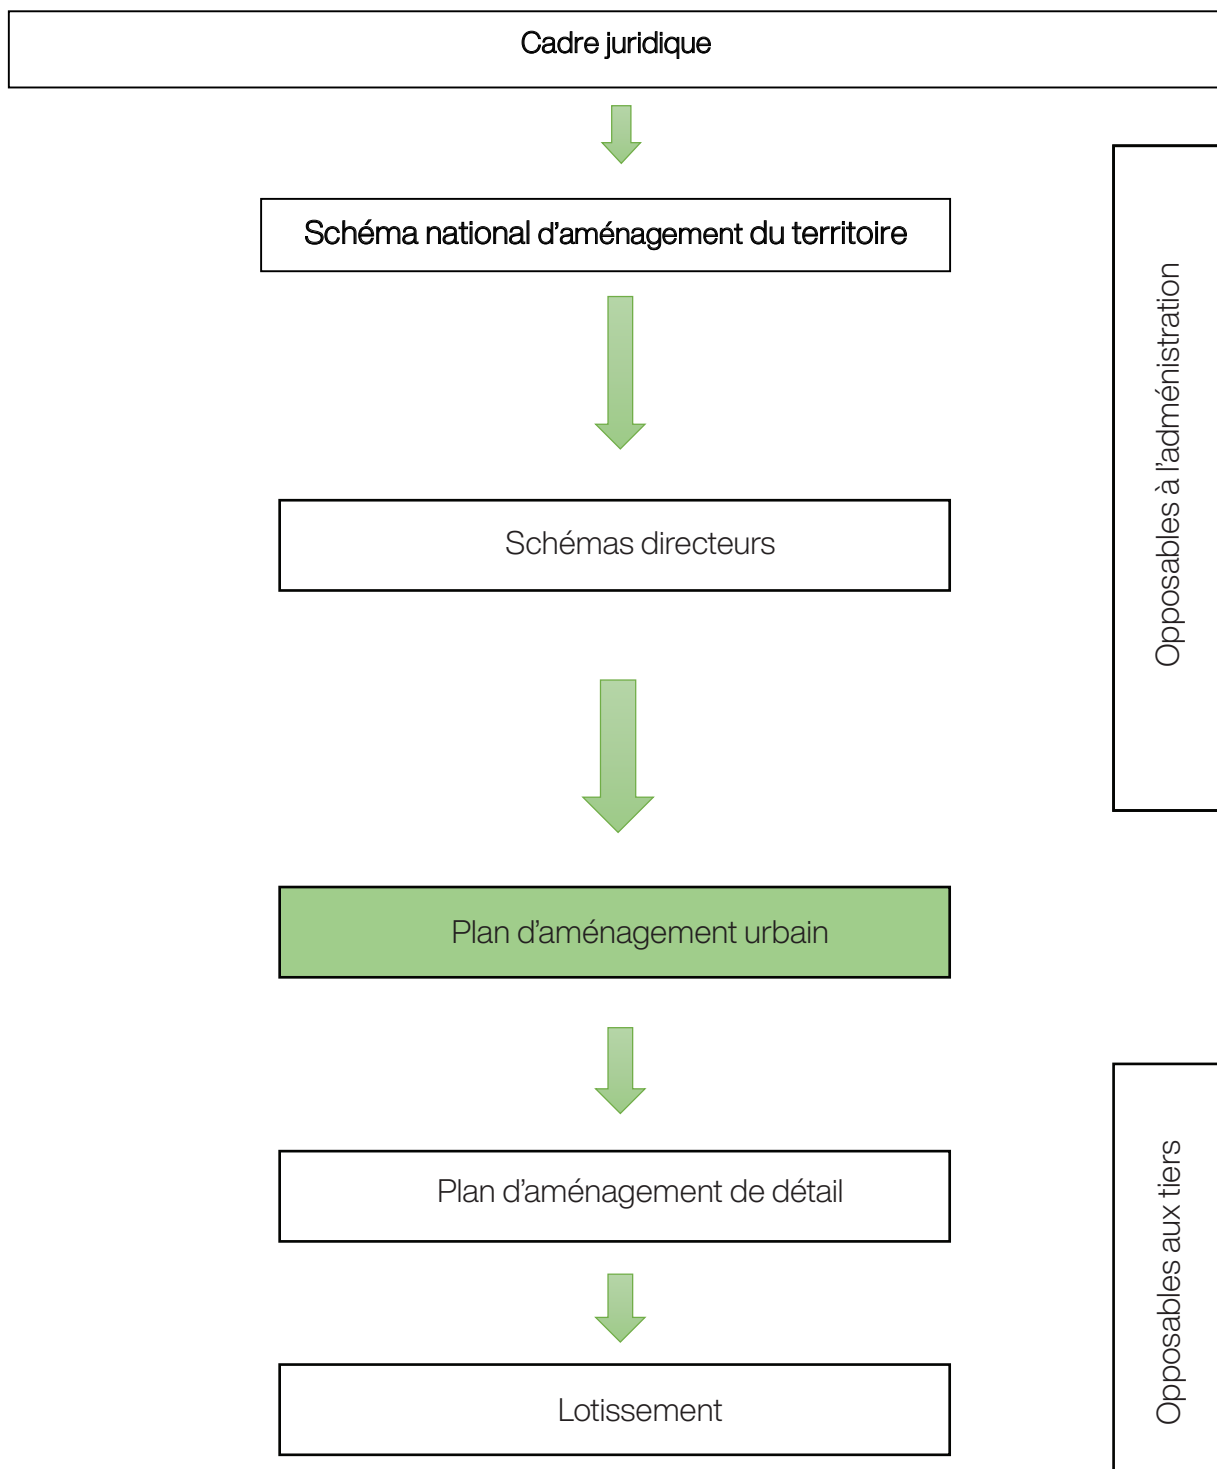 Cadre juridique
Schéma national d’aménagement du territoire
Opposables à l’adménistration
Schémas directeurs
Plan d’aménagement urbain
Plan d’aménagement de détail
Opposables aux tiers
Lotissement